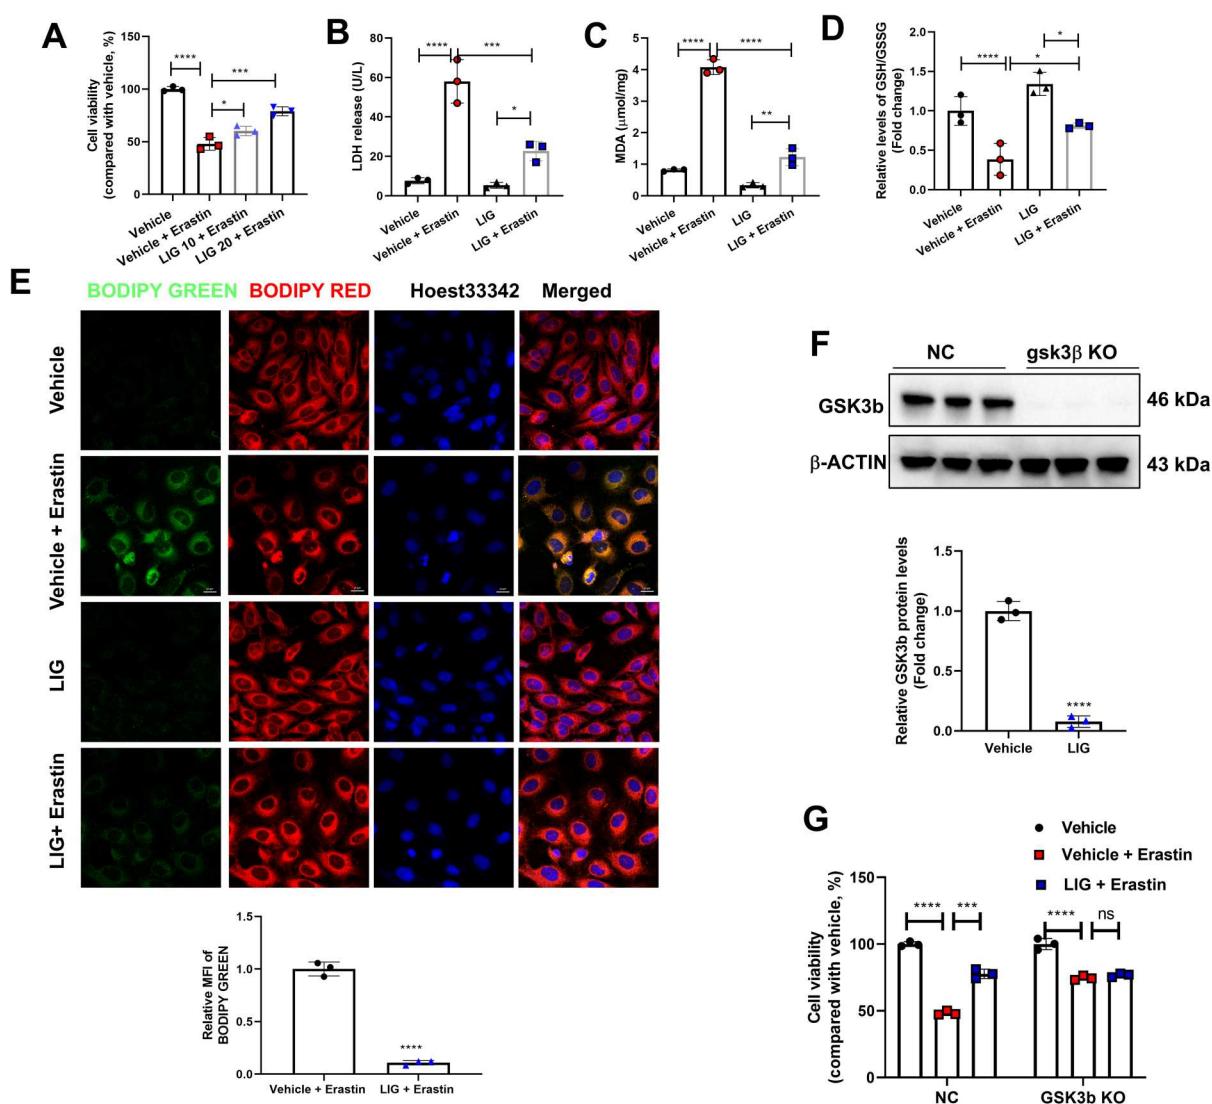 A
Cell viability
(compared with vehicle, %)
150
100
50
0
****
***
*
Vehicle
Vehicle + Erastin
LIG 10 + Erastin
LIG 20 + Erastin
B
LDH release (U/L)
80
60
40
20
0
****
***
*
Vehicle
Vehicle + Erastin
LIG
LIG + Erastin
C
MDA (μmol/mg)
5
4
3
2
1
0
****
****
**
Vehicle
Vehicle + Erastin
LIG
LIG + Erastin
D
Relative levels of GSH/GSSG
(Fold change)
2.0
1.5
1.0
0.5
0.0
****
*
*
Vehicle
Vehicle + Erastin
LIG
LIG + Erastin
E
BODIPY GREEN BODIPY RED Hoest33342 Merged
Vehicle
Vehicle + Erastin
LIG
LIG+ Erastin
Relative MFI of
BODIPY GREEN
1.5
1.0
0.5
0.0
****
Vehicle + Erastin LIG + Erastin
F
NC gsk3β KO
GSK3b 46 kDa
β-ACTIN 43 kDa
Relative GSK3b protein levels
(Fold change)
1.5
1.0
0.5
0.0
****
Vehicle LIG
G
Vehicle
Vehicle + Erastin
LIG + Erastin
Cell viability
(compared with vehicle, %)
150
100
50
0
**** *** **** ns
NC GSK3b KO